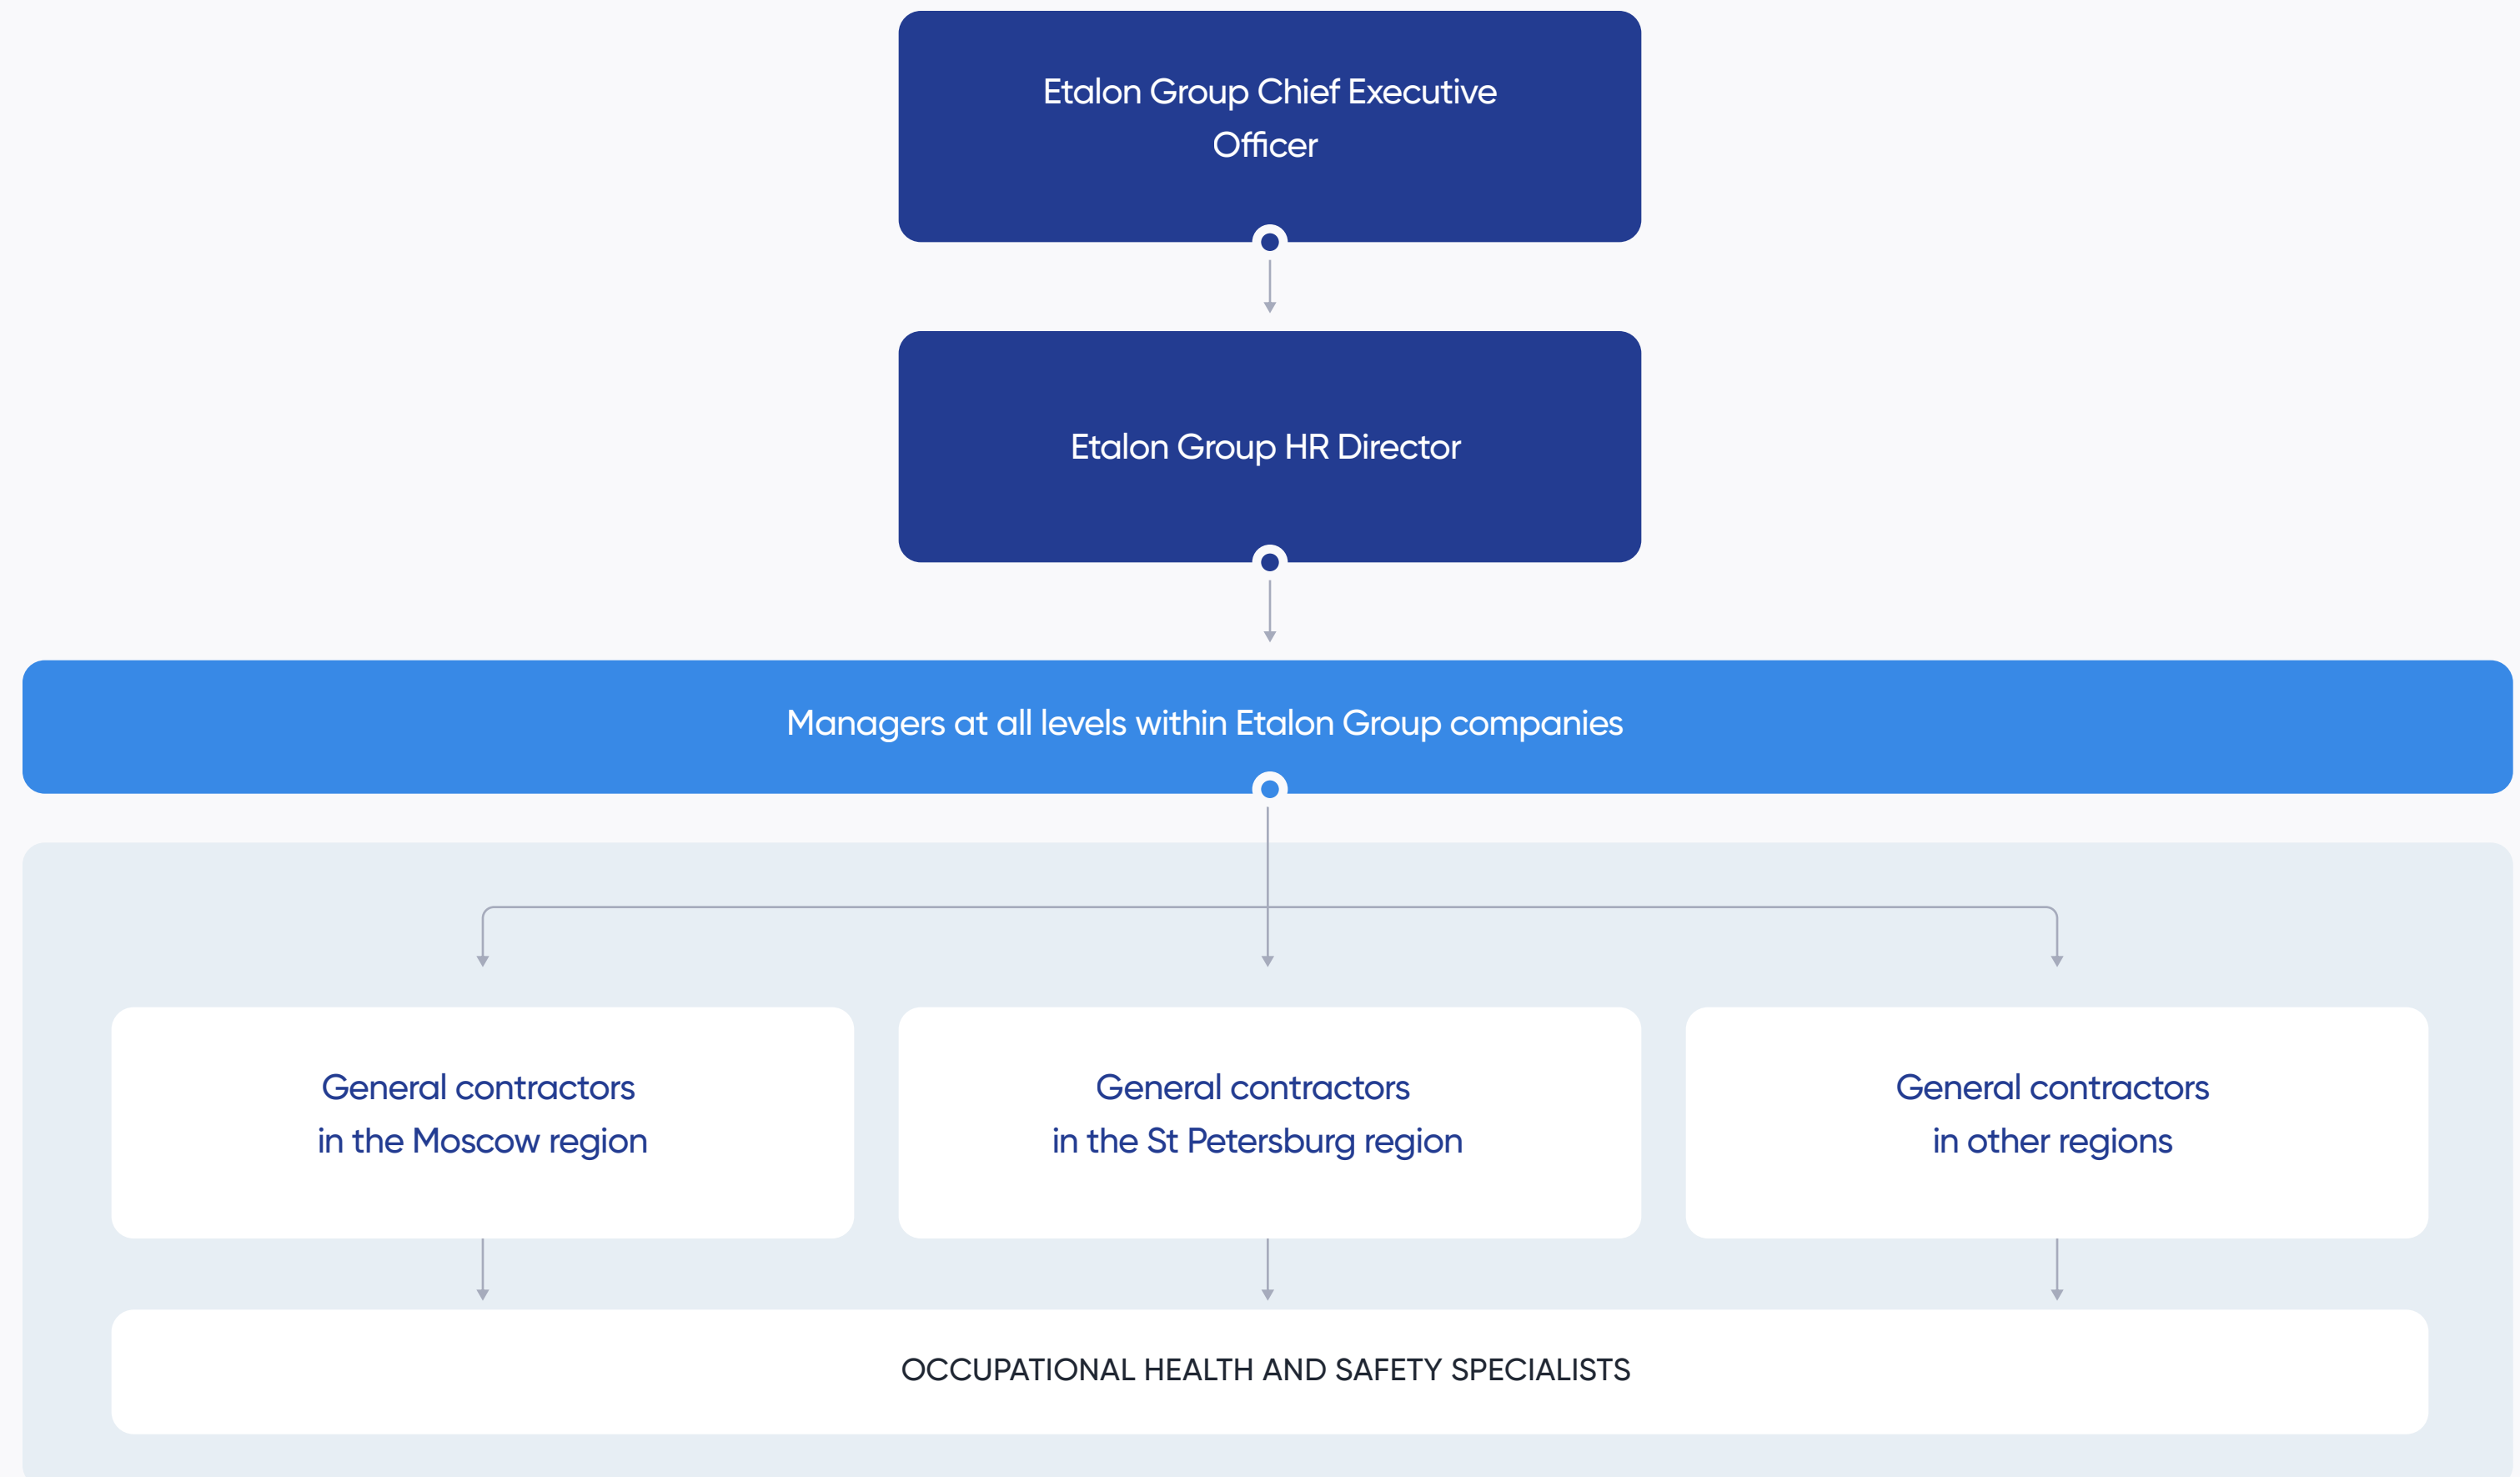 Etalon Group Chief Executive
Officer
Etalon Group HR Director
Managers at all levels within Etalon Group companies
General contractors
in the Moscow region
General contractors
in the St Petersburg region
General contractors
in other regions
OCCUPATIONAL HEALTH AND SAFETY SPECIALISTS